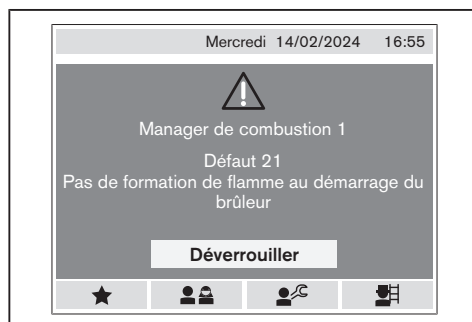 Mercredi 14/02/2024 16:55
Manager de combustion 1
Défaut 21
Pas de formation de flamme au démarrage du
brûleur
Déverrouiller